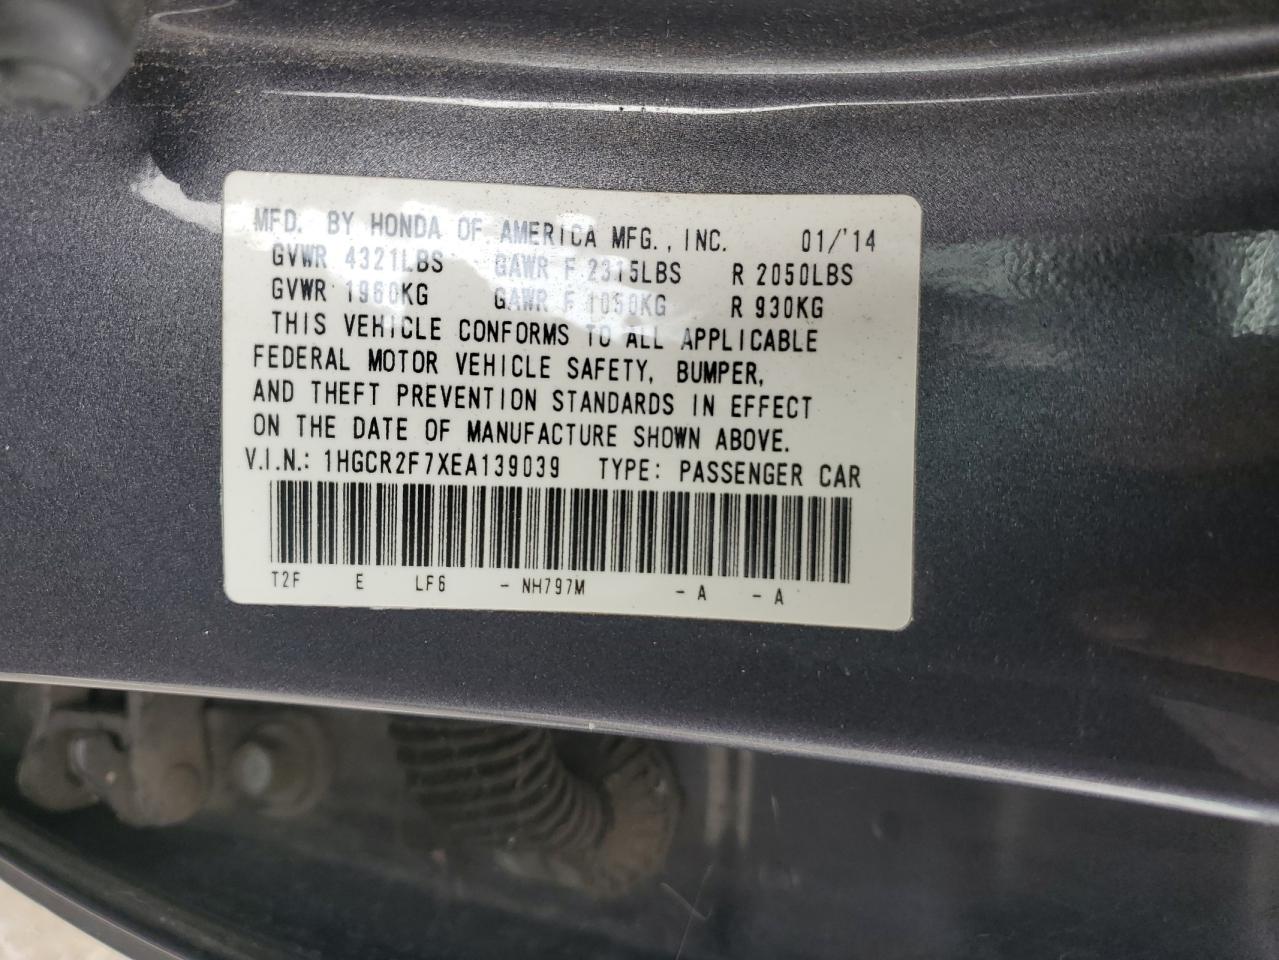 MFD. BY HONDA OF AMERICA MFG., INC. 01/'14
GVWR 4321LBS GAWR F 2315LBS R 2050LBS
GVWR 1960KG GAWR F 1050KG R 930KG
THIS VEHICLE CONFORMS TO ALL APPLICABLE
FEDERAL MOTOR VEHICLE SAFETY, BUMPER,
AND THEFT PREVENTION STANDARDS IN EFFECT
ON THE DATE OF MANUFACTURE SHOWN ABOVE.
V.I.N.: 1HGCR2F7XEA139039 TYPE: PASSENGER CAR
T2F E LF6 - NH797M - A - A